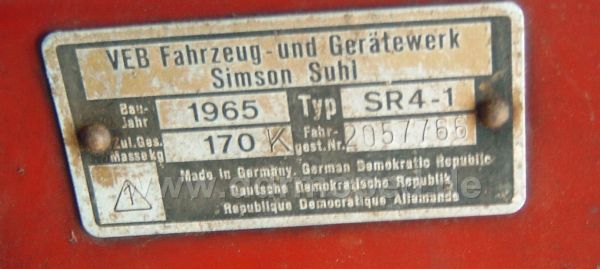 VEB Fahrzeug-und Gerätewerk
Simson Suhl
Bau-Jahr 1965 Typ SR4-1
Zul.Ges. Masse kg 170 K Fahr-gest.Nr. 2057766
Made in Germany, German Demokratic Republic
Deutsche Demokratische Republik
Republique Democratique Allemande